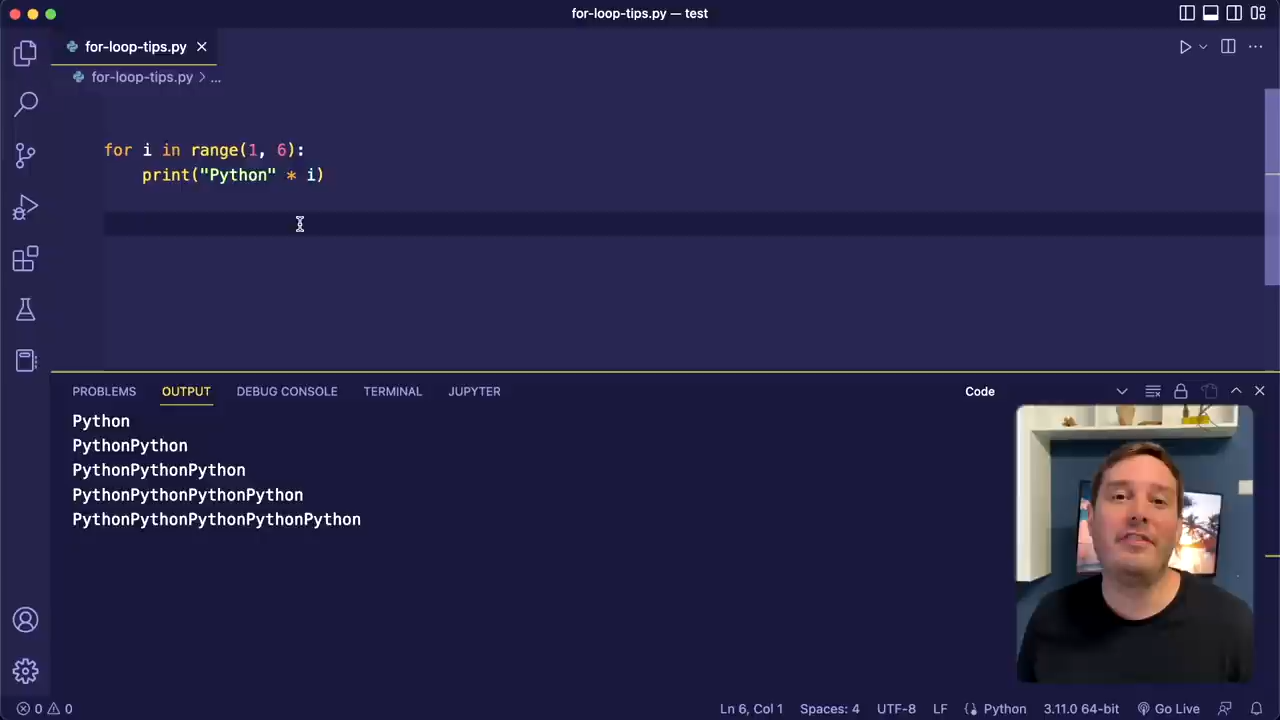 for-loop-tips.py — test
for-loop-tips.py
for-loop-tips.py > ...
for i in range(1, 6):
print("Python" * i)
PROBLEMS OUTPUT DEBUG CONSOLE TERMINAL JUPYTER Code
Python
PythonPython
PythonPythonPython
PythonPythonPythonPython
PythonPythonPythonPythonPython
0 0 Ln 6, Col 1 Spaces: 4 UTF-8 LF Python 3.11.0 64-bit Go Live